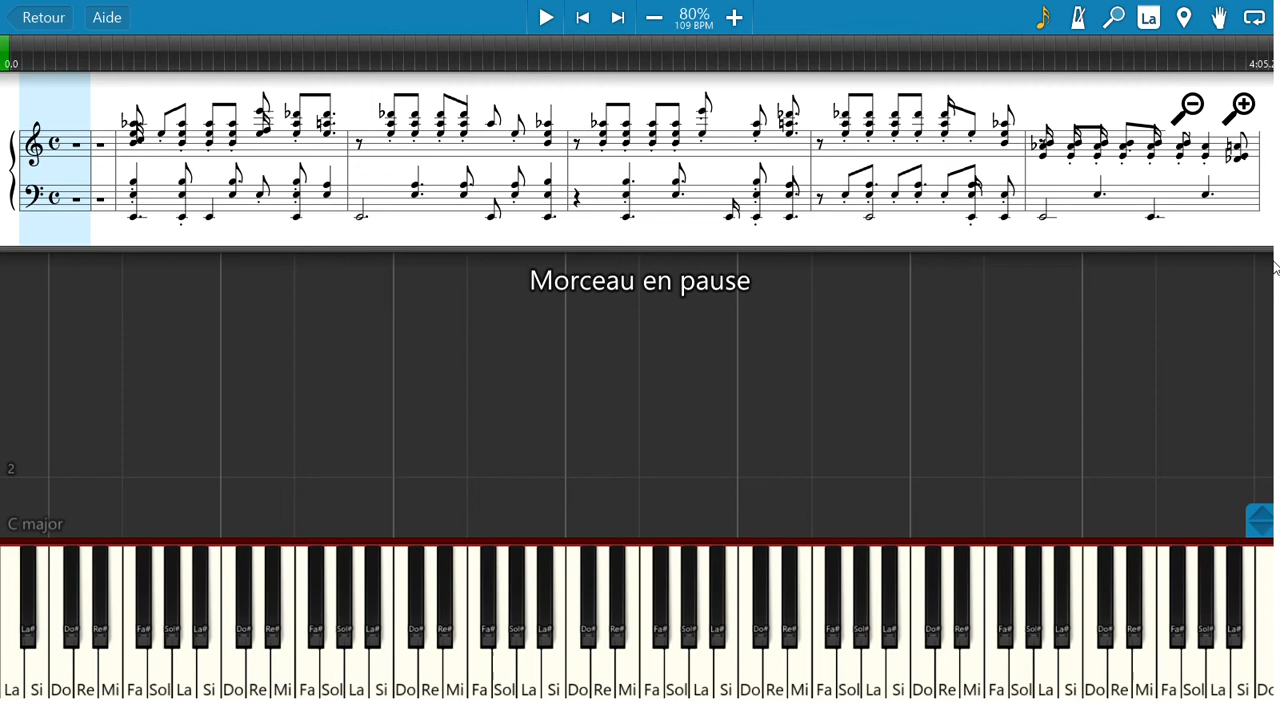 Retour Aide 80% La
109 BPM
0.0 4:05.2
Morceau en pause
2
C major
La# Do# Re# Fa# Sol# La# Do# Re# Fa# Sol# La# Do# Re# Fa# Sol# La# Do# Re# Fa# Sol# La# Do# Re# Fa# Sol# La# Do# Re# Fa# Sol# La# Do# Re# Fa# Sol# La#
La Si Do Re Mi Fa Sol La Si Do Re Mi Fa Sol La Si Do Re Mi Fa Sol La Si Do Re Mi Fa Sol La Si Do Re Mi Fa Sol La Si Do Re Mi Fa Sol La Si Do Re Mi Fa Sol La Si Do